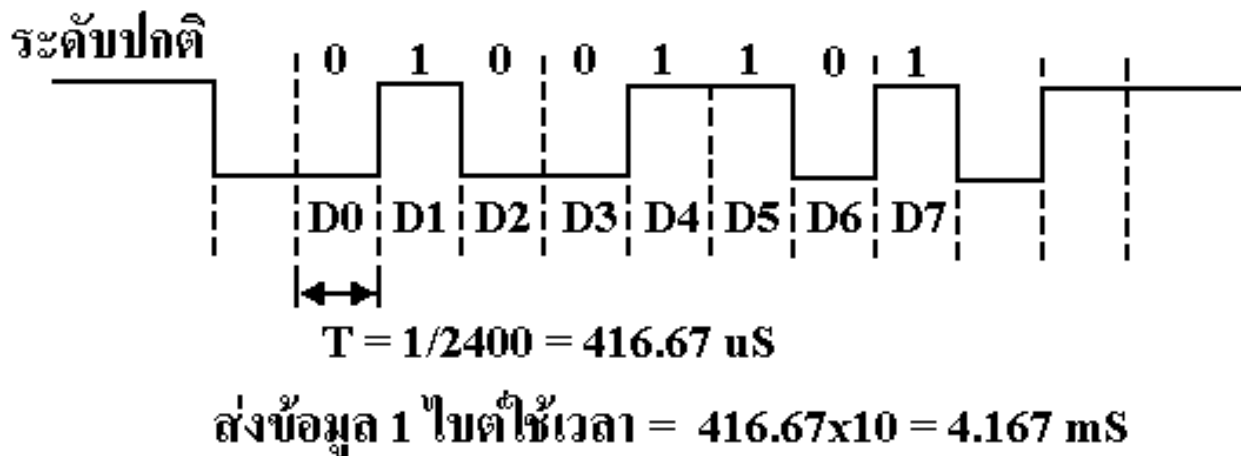 ระดับปกติ
0 1 0 0 1 1 0 1
D0 D1 D2 D3 D4 D5 D6 D7
T = 1/2400 = 416.67 uS
ส่งข้อมูล 1 ไบต์ใช้เวลา = 416.67x10 = 4.167 mS